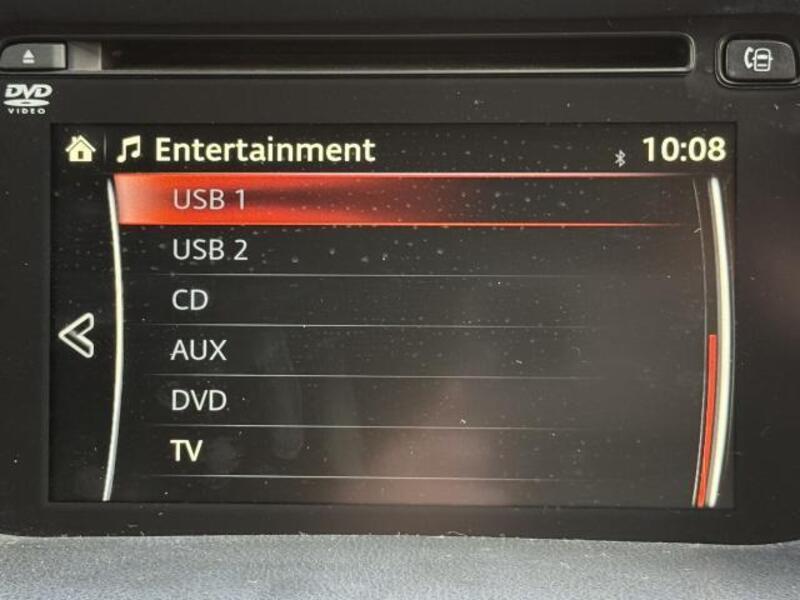 DVD
VIDEO
Entertainment 10:08
USB 1
USB 2
CD
AUX
DVD
TV